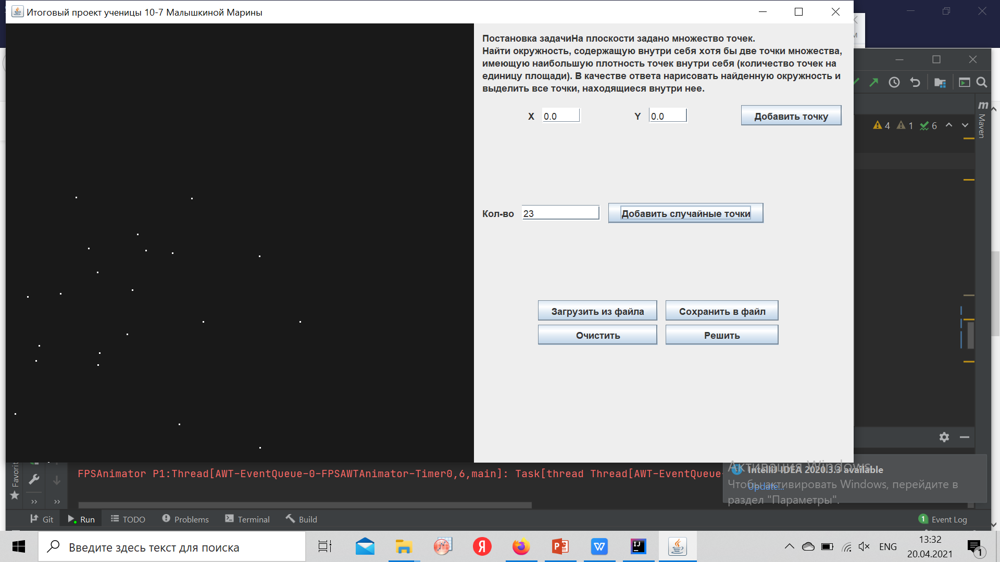 Итоговый проект ученицы 10-7 Малышкиной Марины
Постановка задачиНа плоскости задано множество точек.
Найти окружность, содержащую внутри себя хотя бы две точки множества,
имеющую наибольшую плотность точек внутри себя (количество точек на
единицу площади). В качестве ответа нарисовать найденную окружность и
выделить все точки, находящиеся внутри нее.
X 0.0 Y 0.0 Добавить точку
4 1 6
m Maven
Кол-во 23 Добавить случайные точки
Загрузить из файла Сохранить в файл
Очистить Решить
Favorit
FPSAnimator P1:Thread[AWT-EventQueue-0-FPSAWTAnimator-Timer0,6,main]: Task[thread Thread[AWT-EventQueue-
Активация Windows
IntelliJ IDEA 2020.3.3 available
Чтобы активировать Windows, перейдите в
Update...
раздел "Параметры".
Git Run TODO Problems Terminal Build 1 Event Log
Введите здесь текст для поиска
Я P W IJ
ENG 13:32
20.04.2021
1